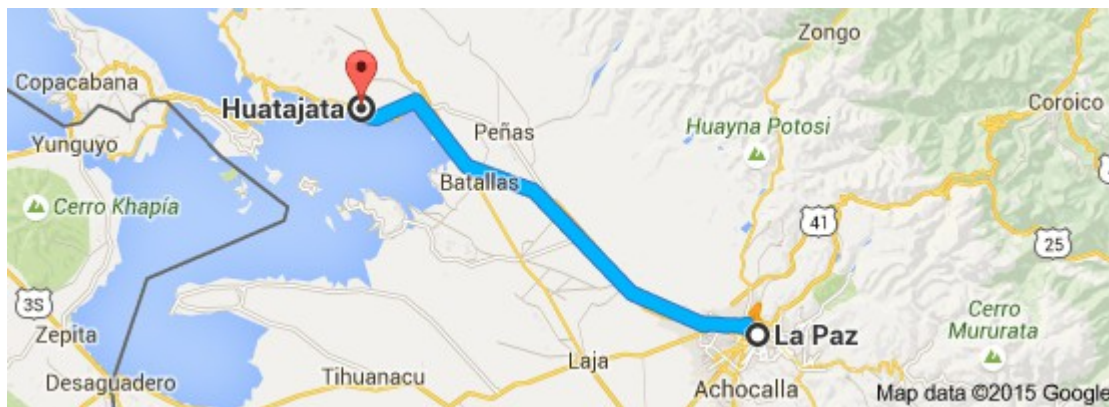 Zongo
Copacabana
Huatajata
Coroico
Peñas
Huayna Potosi
Yunguyo
Batallas
Cerro Khapía
41
25
3S
Cerro
Mururata
Zepita
La Paz
Laja
Tihuanacu
Desaguadero
Achocalla
Map data ©2015 Google